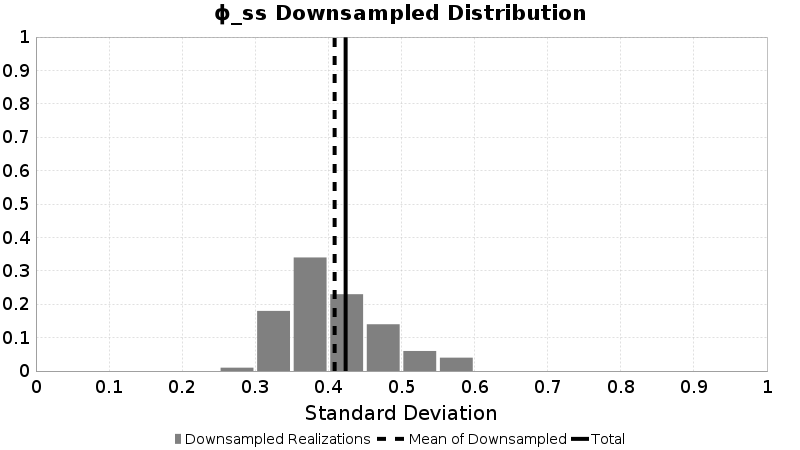 ϕ_ss Downsampled Distribution
1
0.9
0.8
0.7
0.6
0.5
0.4
0.3
0.2
0.1
0
0 0.1 0.2 0.3 0.4 0.5 0.6 0.7 0.8 0.9 1
Standard Deviation
Downsampled Realizations Mean of Downsampled Total